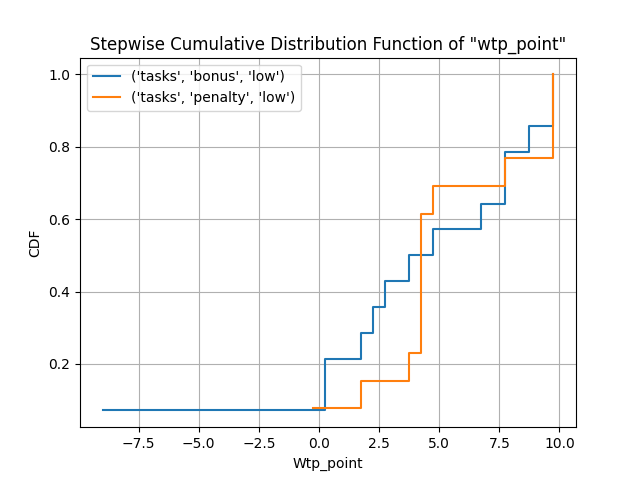 Stepwise Cumulative Distribution Function of "wtp_point"
('tasks', 'bonus', 'low')
('tasks', 'penalty', 'low')
1.0
0.8
0.6
0.4
0.2
CDF
−7.5 −5.0 −2.5 0.0 2.5 5.0 7.5 10.0
Wtp_point